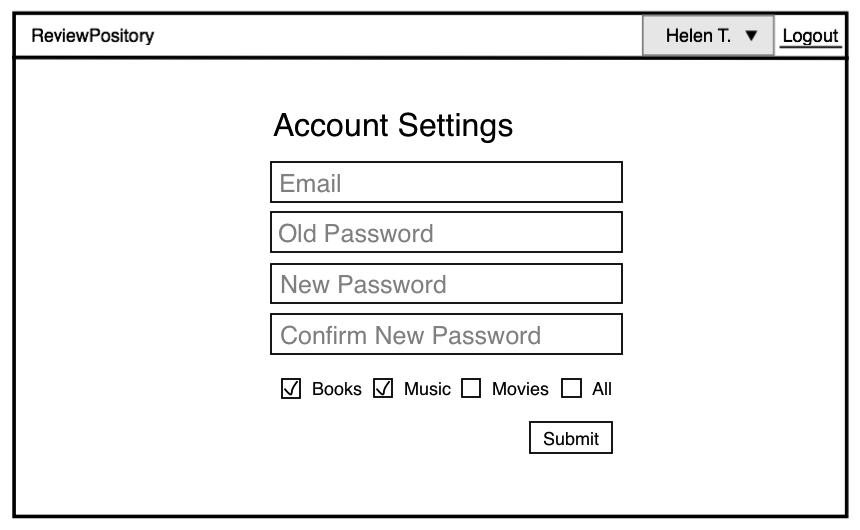 ReviewPository Helen T. ▼ Logout
Account Settings
Email
Old Password
New Password
Confirm New Password
Books Music Movies All
Submit